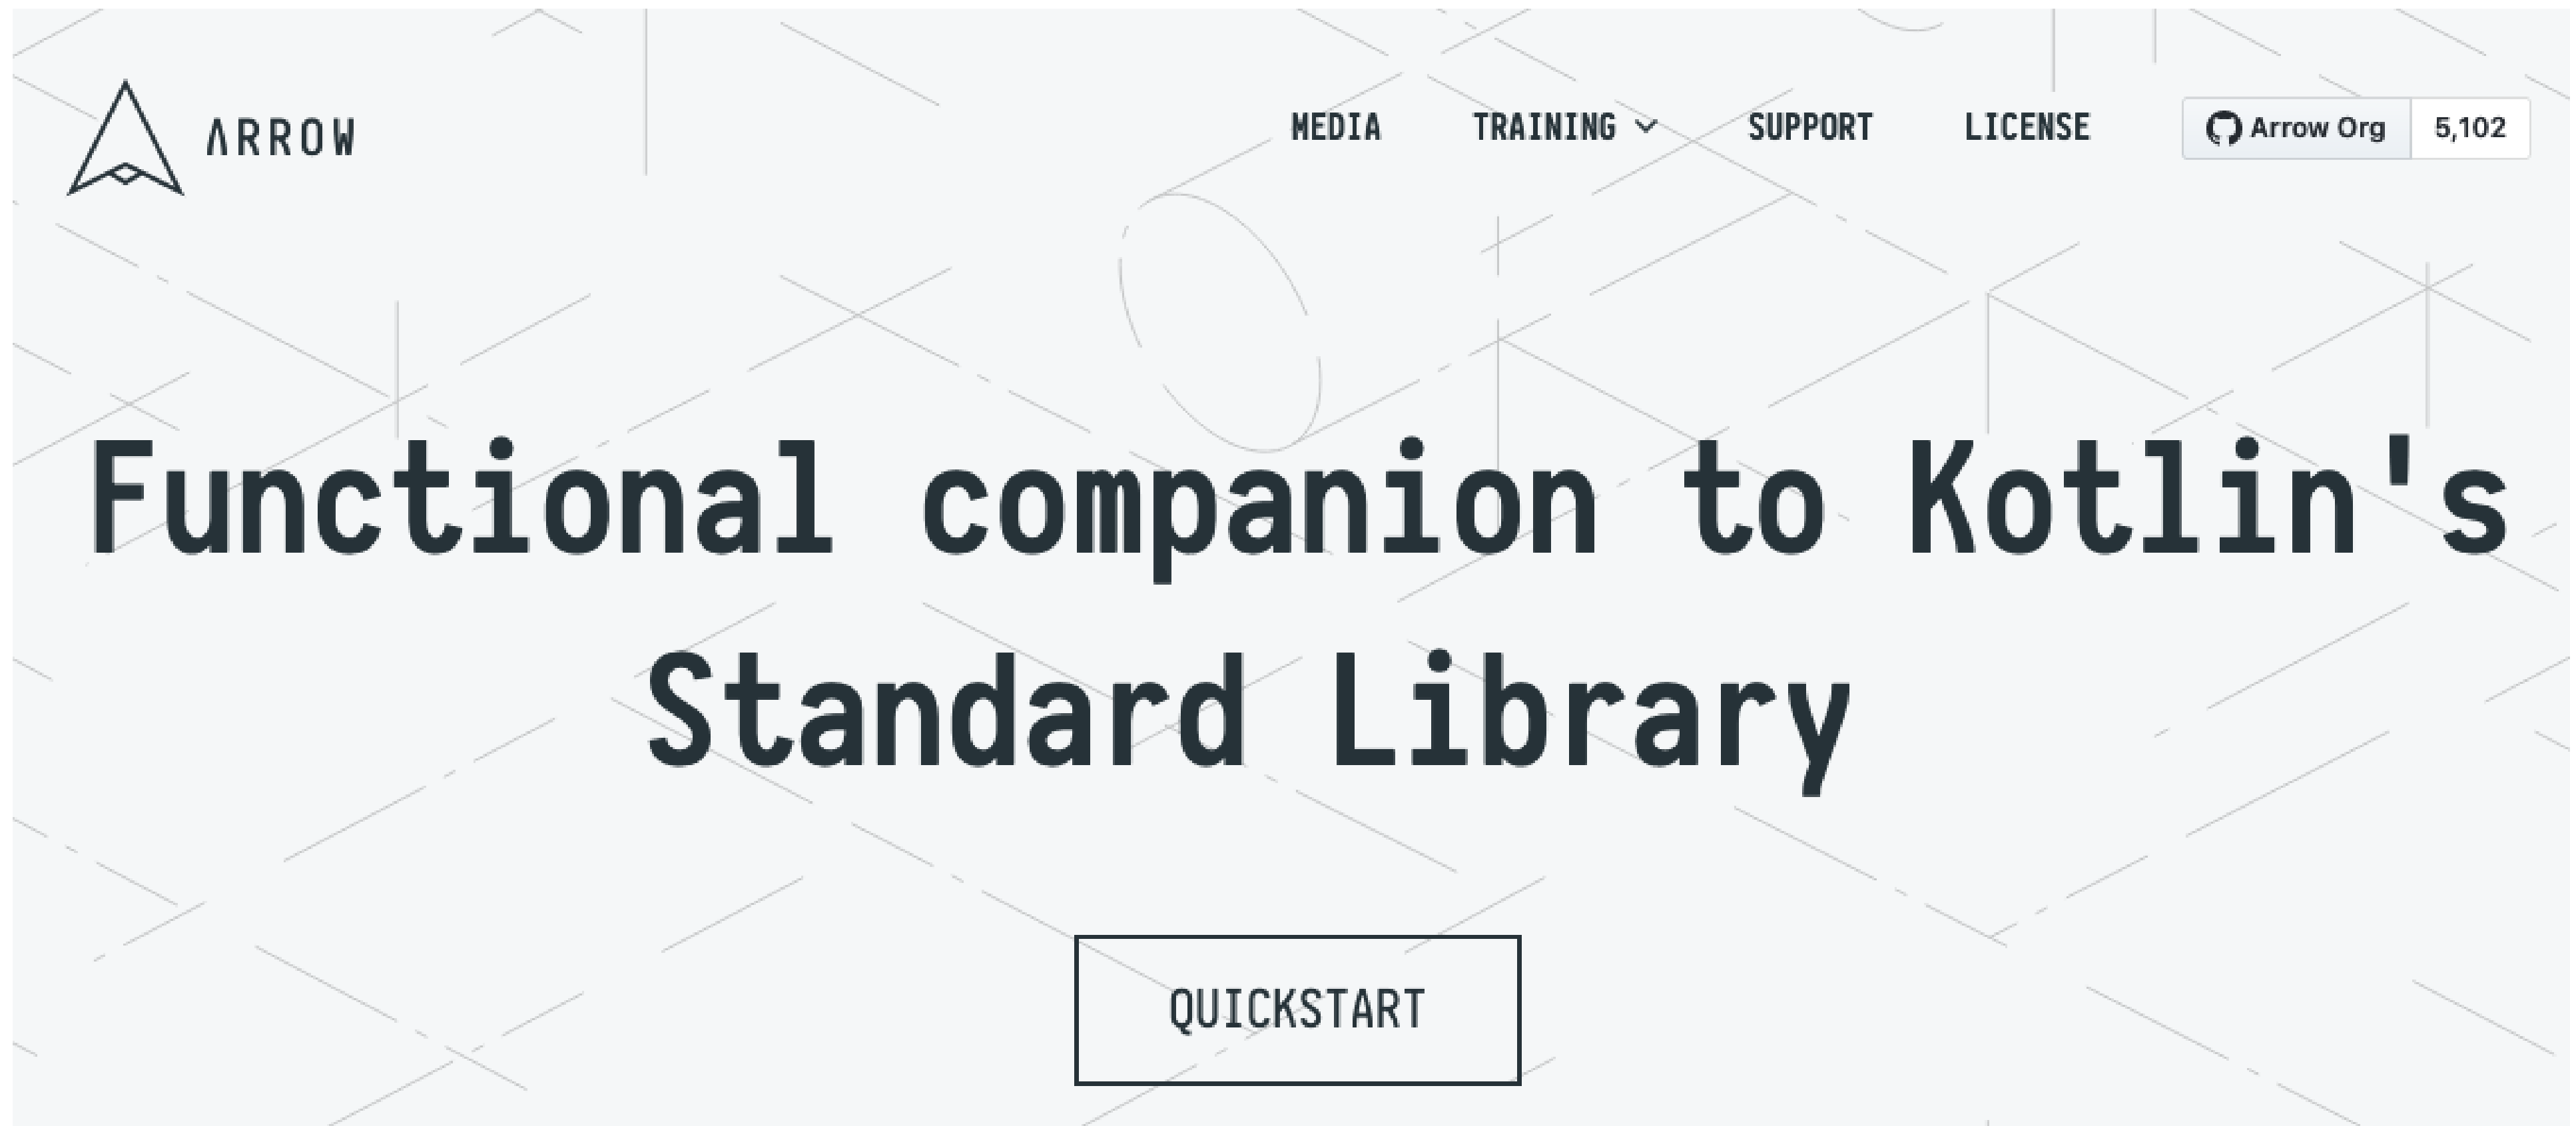 ARROW
MEDIA TRAINING SUPPORT LICENSE Arrow Org 5,102
Functional companion to Kotlin's
Standard Library
QUICKSTART